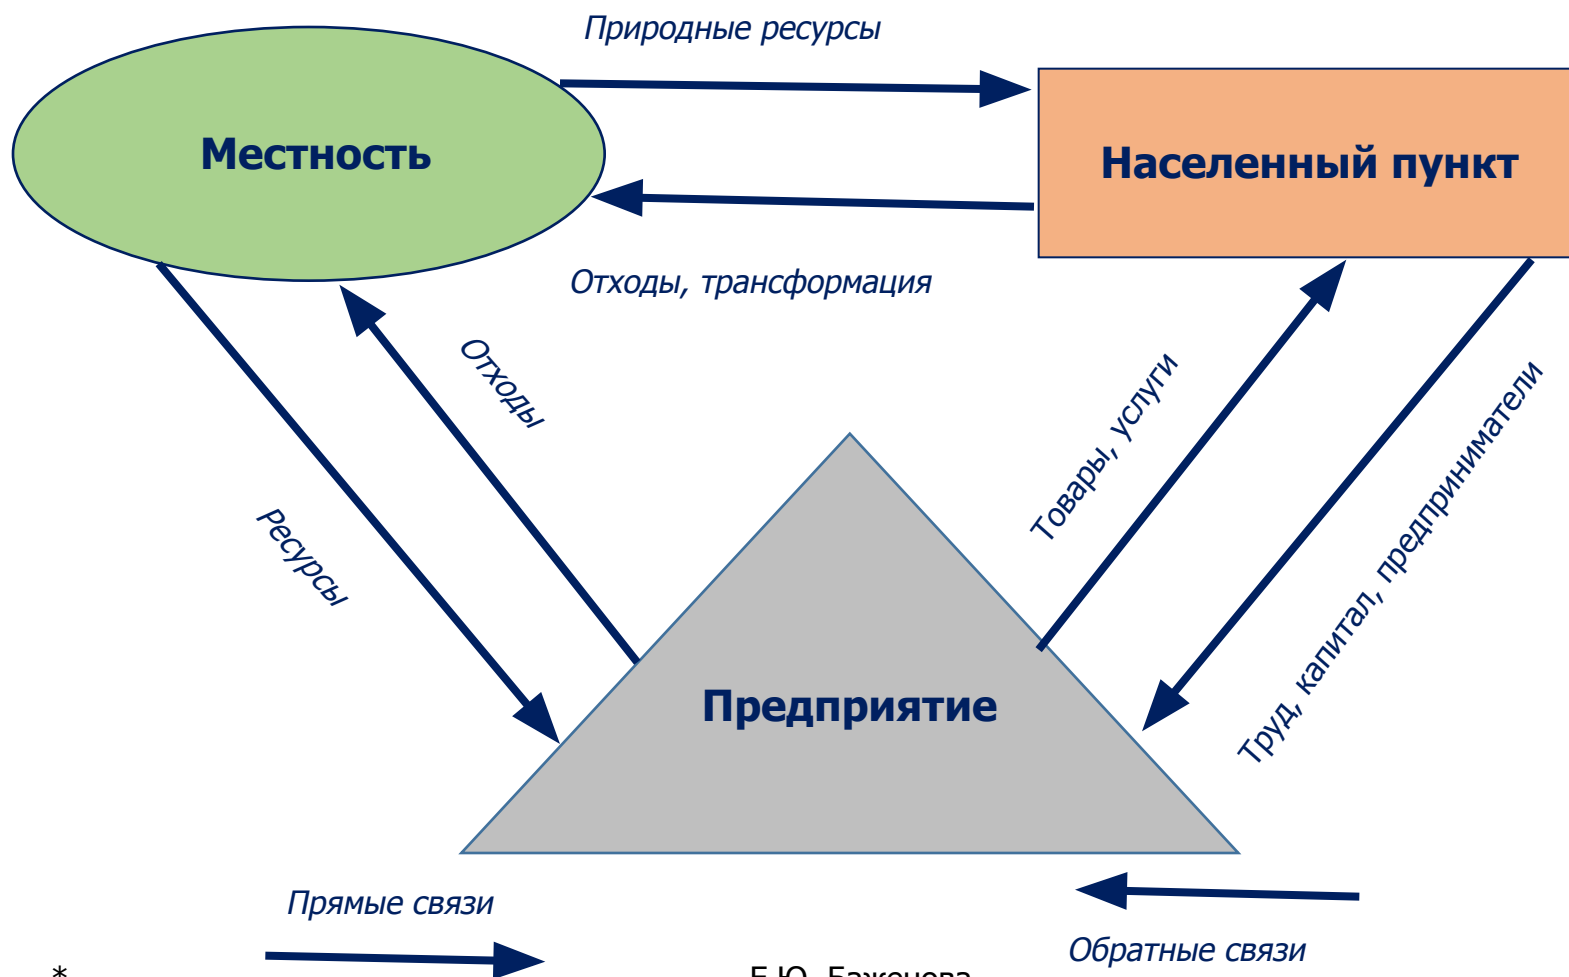 Природные ресурсы
Местность
Населенный пункт
Отходы, трансформация
Отходы
Товары, услуги
Ресурсы
Труд, капитал, предприниматели
Предприятие
Прямые связи
Обратные связи
*
Е.Ю. Баженова